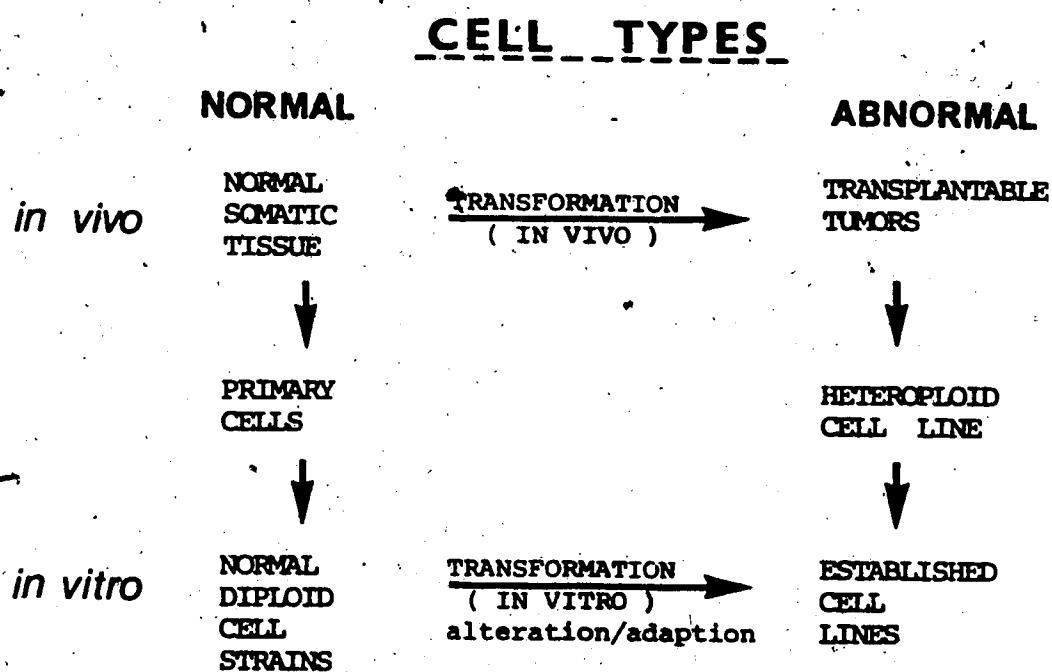 CELL TYPES
NORMAL
ABNORMAL
in vivo
NORMAL
SOMATIC
TISSUE
TRANSFORMATION
( IN VIVO )
TRANSPLANTABLE
TUMORS
PRIMARY
CELLS
HETEROPLOID
CELL LINE
in vitro
NORMAL
DIPLOID
CELL
STRAINS
TRANSFORMATION
( IN VITRO )
alteration/adaption
ESTABLISHED
CELL
LINES